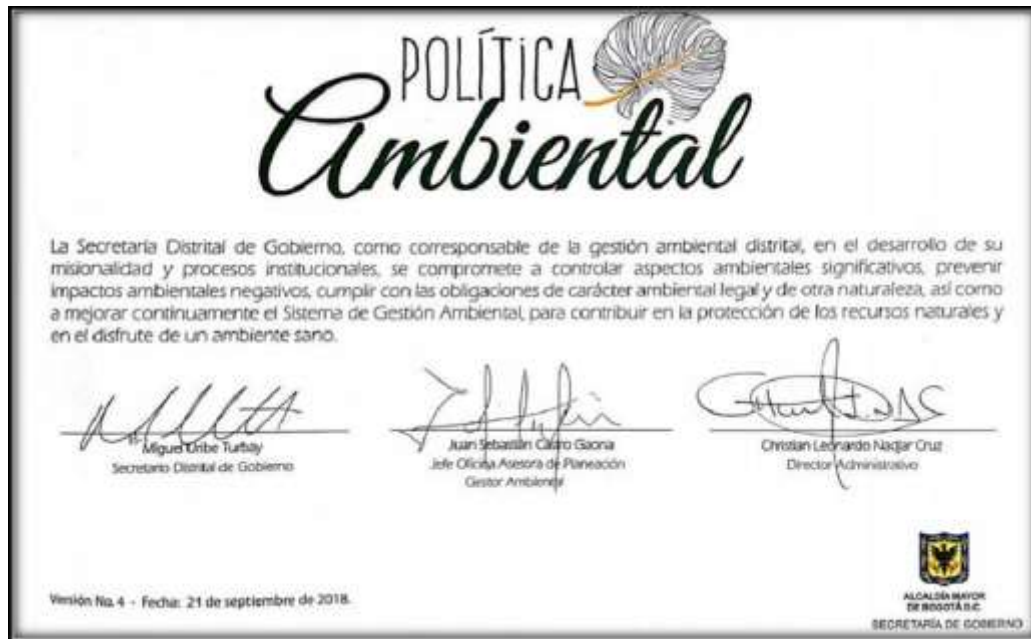 POLÍTICA
Ambiental
La Secretaría Distrital de Gobierno, como corresponsable de la gestión ambiental distrital, en el desarrollo de su
misionalidad y procesos institucionales, se compromete a controlar aspectos ambientales significativos, prevenir
impactos ambientales negativos, cumplir con las obligaciones de carácter ambiental legal y de otra naturaleza, así como
a mejorar continuamente el Sistema de Gestión Ambiental, para contribuir en la protección de los recursos naturales y
en el disfrute de un ambiente sano.
Miguel Uribe Turbay
Secretario Distrital de Gobierno
Juan Sebastián Castro Gaona
Jefe Oficina Asesora de Planeación
Gestor Ambiental
Christian Leonardo Nadjar Cruz
Director Administrativo
Versión No. 4 - Fecha: 21 de septiembre de 2018.
ALCALDÍA MAYOR
DE BOGOTÁ D.C.
SECRETARÍA DE GOBIERNO